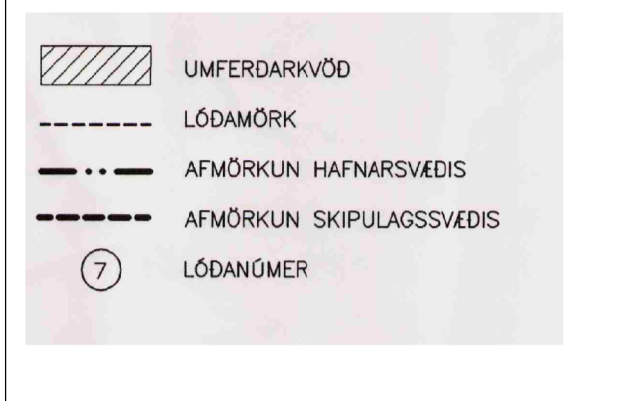 UMFERÐARKVÖÐ
LÓÐAMÖRK
AFMÖRKUN HAFNARSVÆÐIS
AFMÖRKUN SKIPULAGSSVÆÐIS
7 LÓÐANÚMER